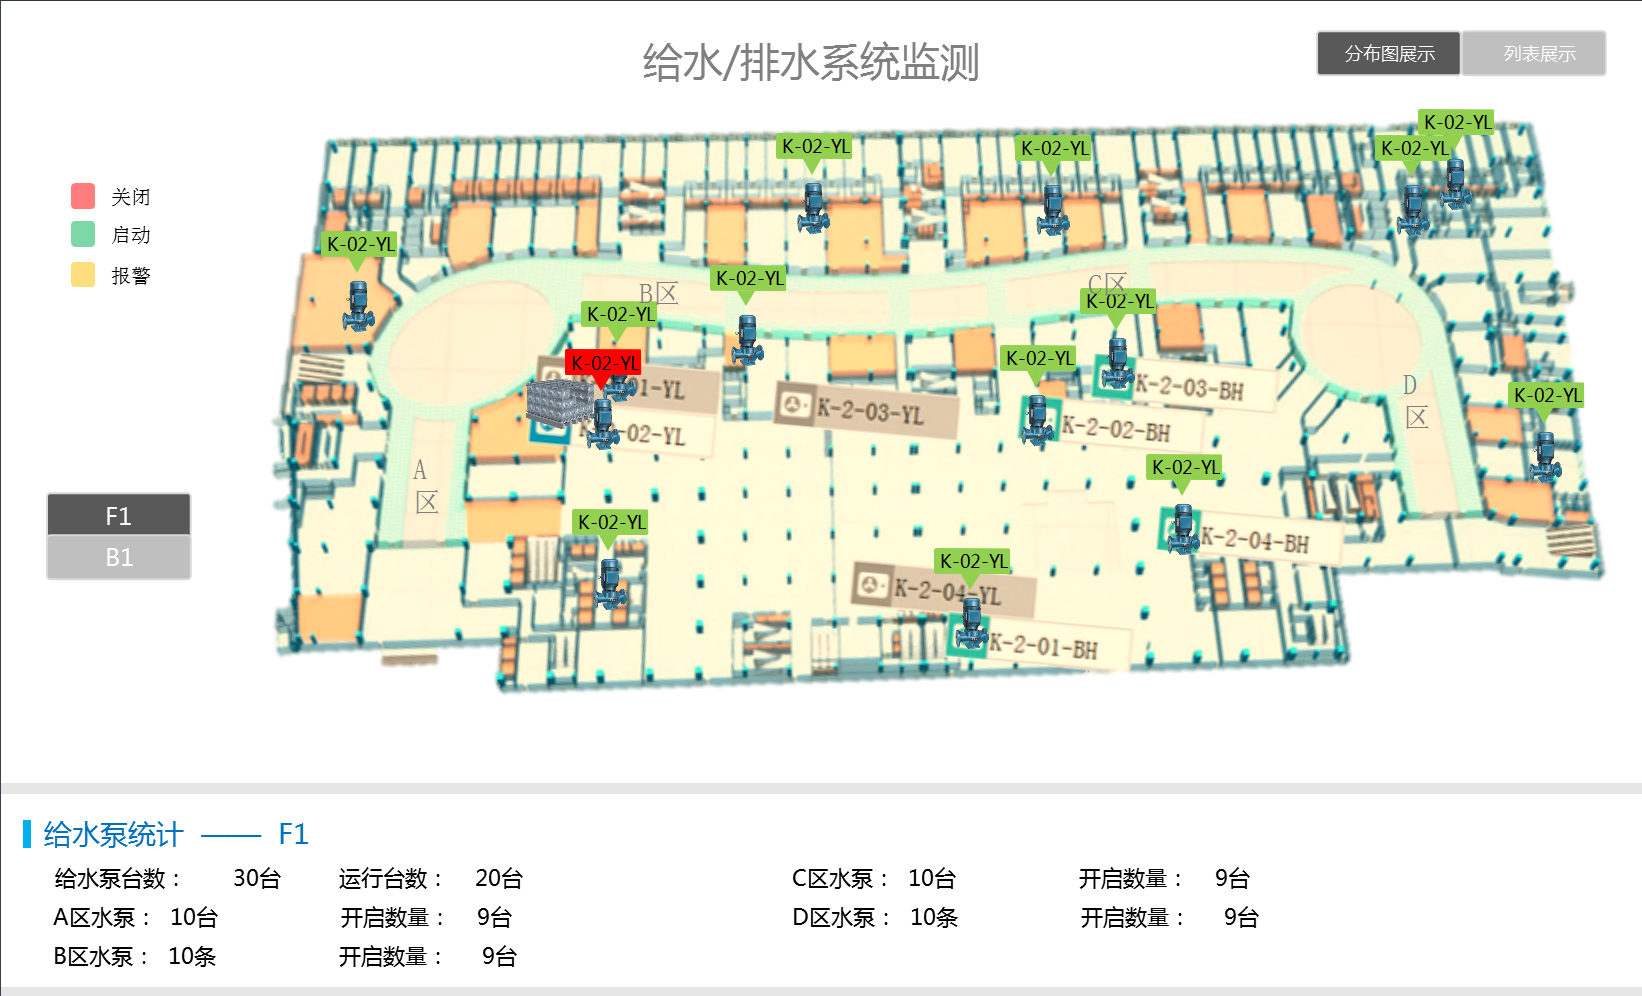 给水/排水系统监测
分布图展示
列表展示
K-02-YL
K-02-YL
K-02-YL
K-02-YL
关闭
启动
报警
K-02-YL
K-02-YL
B区
C区
K-02-YL
K-02-YL
K-02-YL
K-02-YL
1-YL
K-2-03-BH
D区
K-02-YL
K-2-03-YL
K-2-02-BH
-02-YL
A区
K-02-YL
F1
B1
K-02-YL
K-2-04-BH
K-02-YL
K-2-04-YL
K-2-01-BH
给水泵统计 —— F1
给水泵台数： 30台 运行台数： 20台 C区水泵： 10台 开启数量： 9台
A区水泵： 10台 开启数量： 9台 D区水泵： 10条 开启数量： 9台
B区水泵： 10条 开启数量： 9台